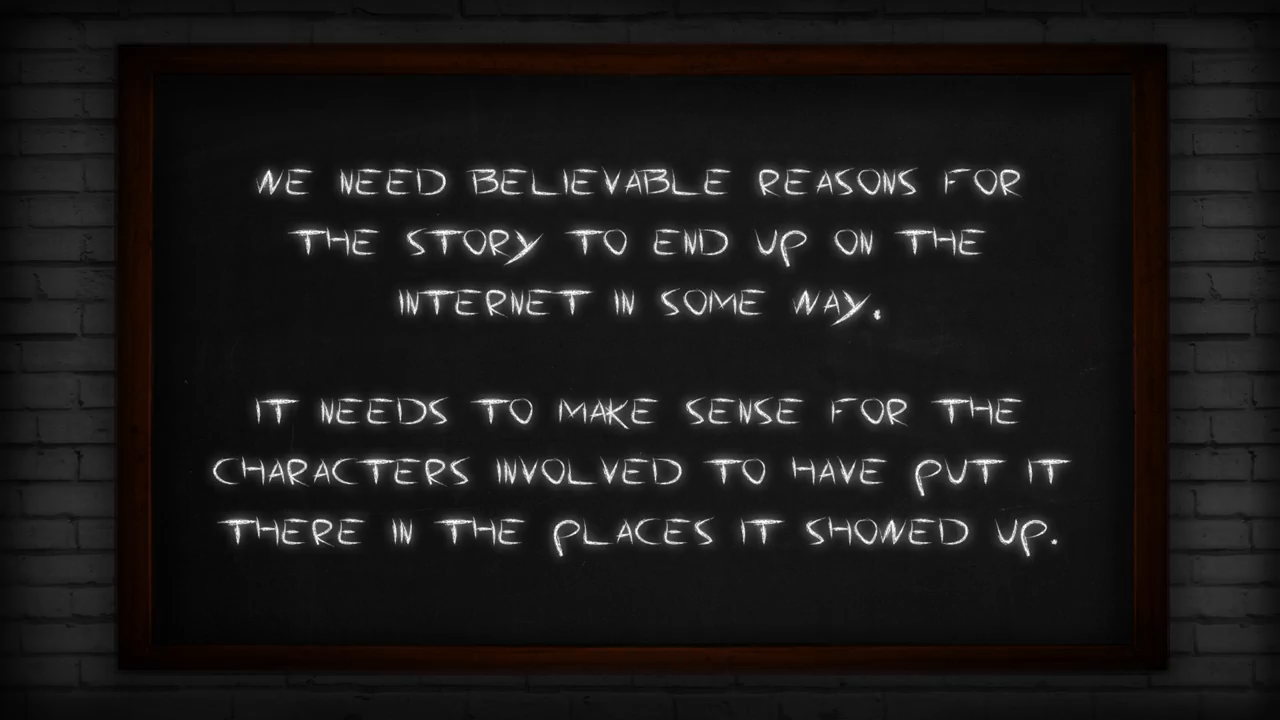 WE NEED BELIEVABLE REASONS FOR
THE STORY TO END UP ON THE
INTERNET IN SOME WAY.
IT NEEDS TO MAKE SENSE FOR THE
CHARACTERS INVOLVED TO HAVE PUT IT
THERE IN THE PLACES IT SHOWED UP.